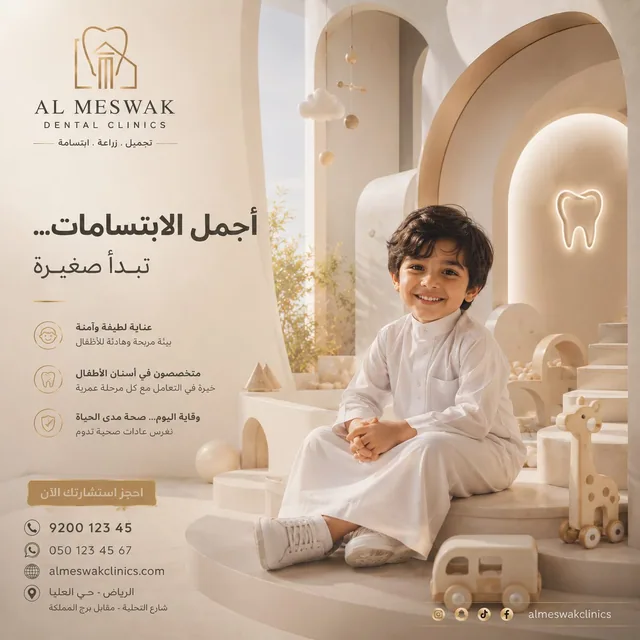 AL MESWAK
DENTAL CLINICS
تجميل . زراعة . ابتسامة
أجمل الابتسامات...
تبدأ صغيرة
عناية لطيفة وآمنة
بيئة مريحة وهادئة للأطفال
متخصصون في أسنان الأطفال
خبرة في التعامل مع كل مرحلة عمرية
وقاية اليوم... صحة مدى الحياة
نغرس عادات صحية تدوم
احجز استشارتك الآن
9200 123 45
050 123 45 67
almeswakclinics.com
الرياض - حي العليا
شارع التحلية - مقابل برج المملكة
almeswakclinics